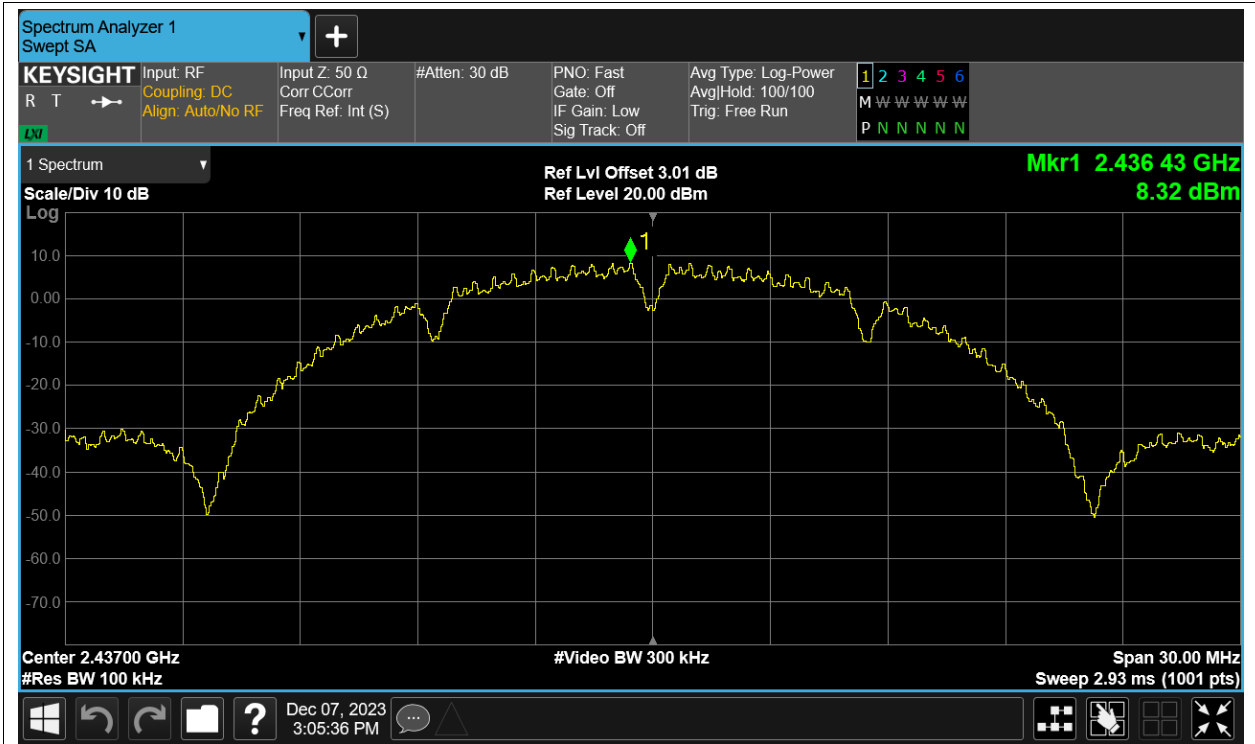 Spectrum Analyzer 1
Swept SA
+
KEYSIGHT
R T
LXI
Input: RF
Coupling: DC
Align: Auto/No RF
Input Z: 50 Ω
Corr CCorr
Freq Ref: Int (S)
#Atten: 30 dB
PNO: Fast
Gate: Off
IF Gain: Low
Sig Track: Off
Avg Type: Log-Power
Avg|Hold: 100/100
Trig: Free Run
1 2 3 4 5 6
M W W W W W
P N N N N N
1 Spectrum
Scale/Div 10 dB
Log
Ref Lvl Offset 3.01 dB
Ref Level 20.00 dBm
Mkr1 2.436 43 GHz
8.32 dBm
1
10.0
0.00
-10.0
-20.0
-30.0
-40.0
-50.0
-60.0
-70.0
Center 2.43700 GHz
#Res BW 100 kHz
#Video BW 300 kHz
Span 30.00 MHz
Sweep 2.93 ms (1001 pts)
?
Dec 07, 2023
3:05:36 PM